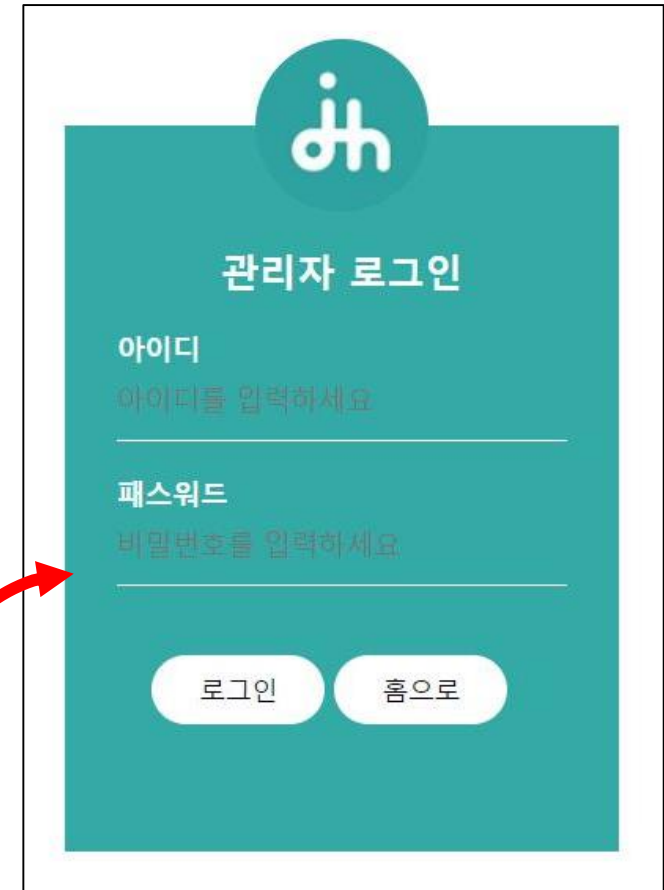 jh
관리자 로그인
아이디
아이디를 입력하세요
패스워드
비밀번호를 입력하세요
로그인 홈으로